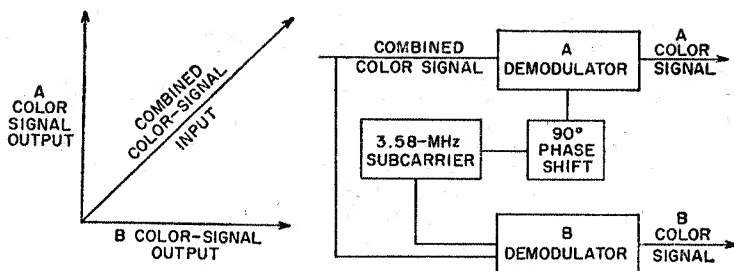 A
COLOR
SIGNAL
OUTPUT
COMBINED
COLOR-SIGNAL
INPUT
B COLOR-SIGNAL
OUTPUT
COMBINED
COLOR SIGNAL
A
DEMODULATOR
A
COLOR
SIGNAL
3.58-MHz
SUBCARRIER
90°
PHASE
SHIFT
B
DEMODULATOR
B
COLOR
SIGNAL